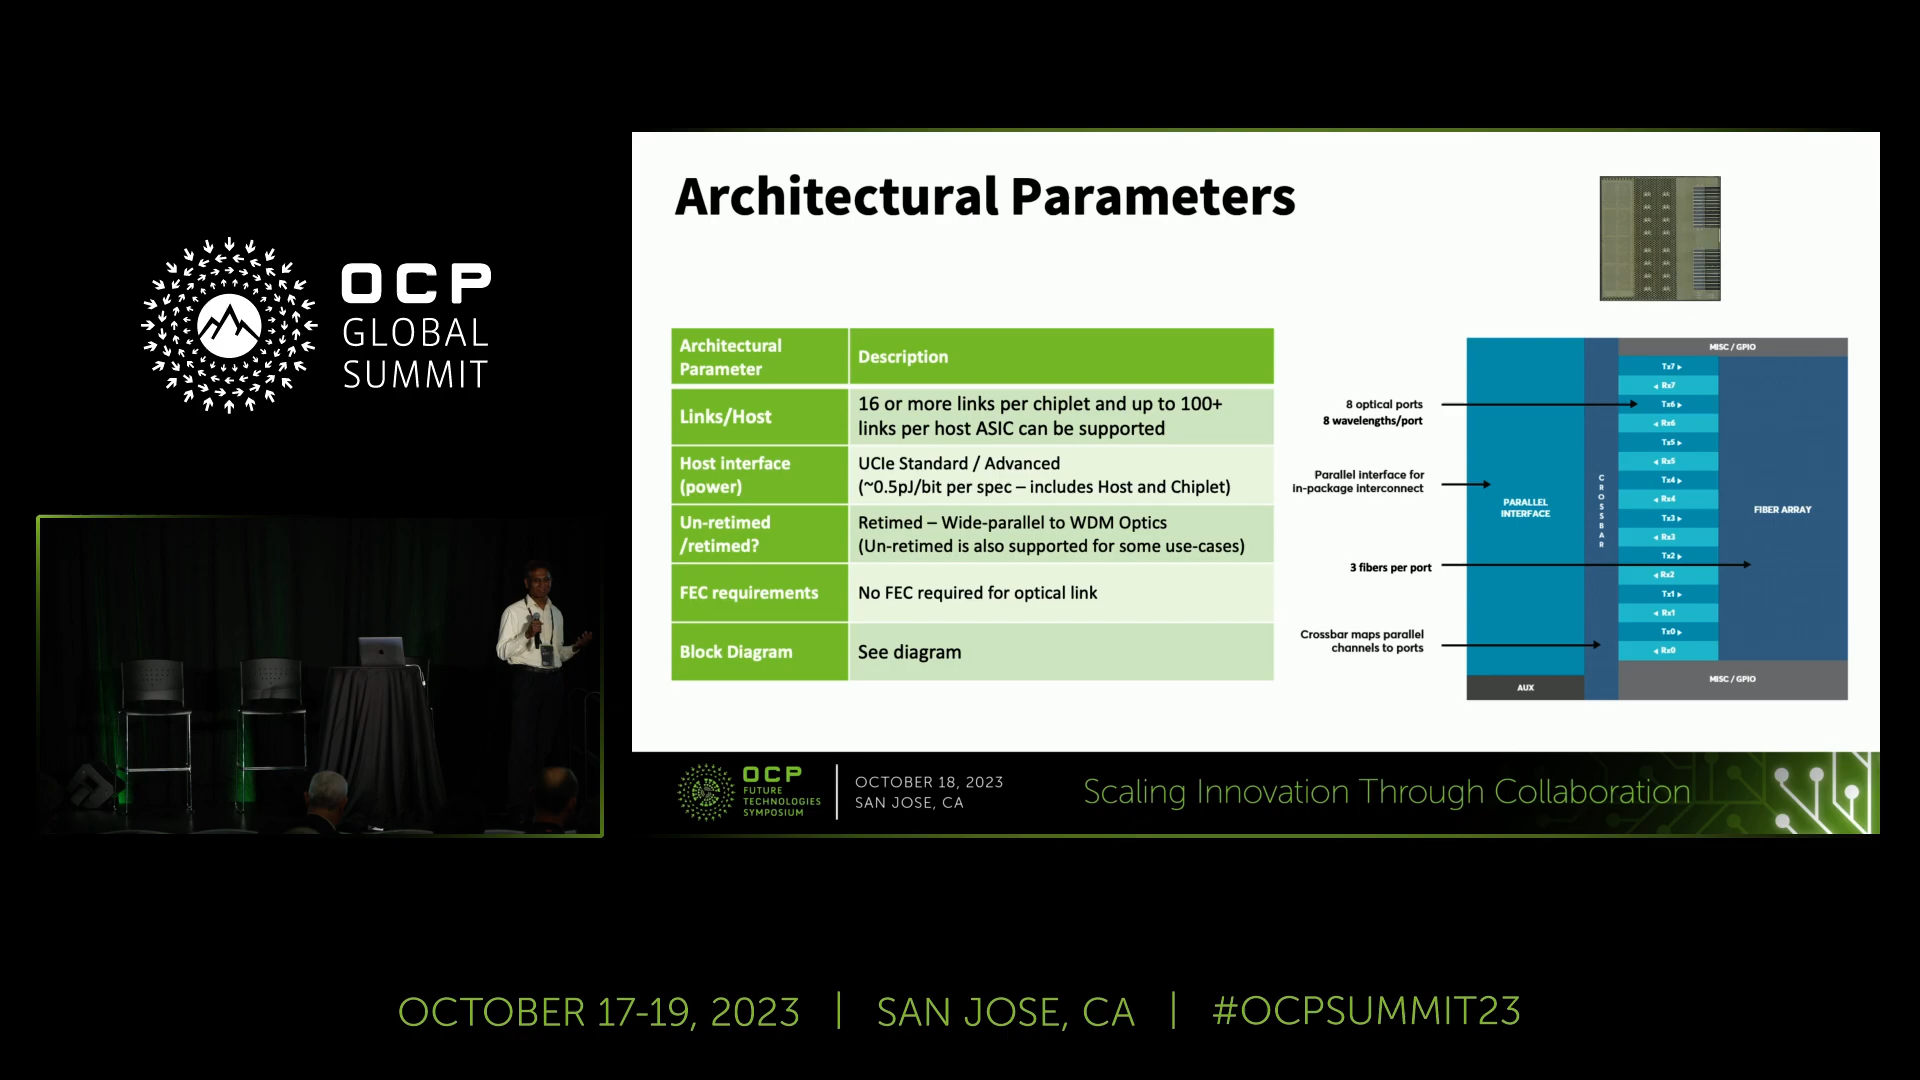 OCP
GLOBAL
SUMMIT
Architectural Parameters
Architectural
Parameter
Description
Links/Host
16 or more links per chiplet and up to 100+
links per host ASIC can be supported
Host interface
(power)
UCIe Standard / Advanced
(~0.5pJ/bit per spec – includes Host and Chiplet)
Un-retimed
/retimed?
Retimed – Wide-parallel to WDM Optics
(Un-retimed is also supported for some use-cases)
FEC requirements
No FEC required for optical link
Block Diagram
See diagram
8 optical ports
8 wavelengths/port
Parallel interface for
in-package interconnect
3 fibers per port
Crossbar maps parallel
channels to ports
PARALLEL
INTERFACE
AUX
CROSSBAR
MISC / GPIO
Tx7
Rx7
Tx6
Rx6
Tx5
Rx5
Tx4
Rx4
Tx3
Rx3
Tx2
Rx2
Tx1
Rx1
Tx0
Rx0
FIBER ARRAY
MISC / GPIO
OCP
FUTURE
TECHNOLOGIES
SYMPOSIUM
OCTOBER 18, 2023
SAN JOSE, CA
Scaling Innovation Through Collaboration
OCTOBER 17-19, 2023 | SAN JOSE, CA | #OCPSUMMIT23